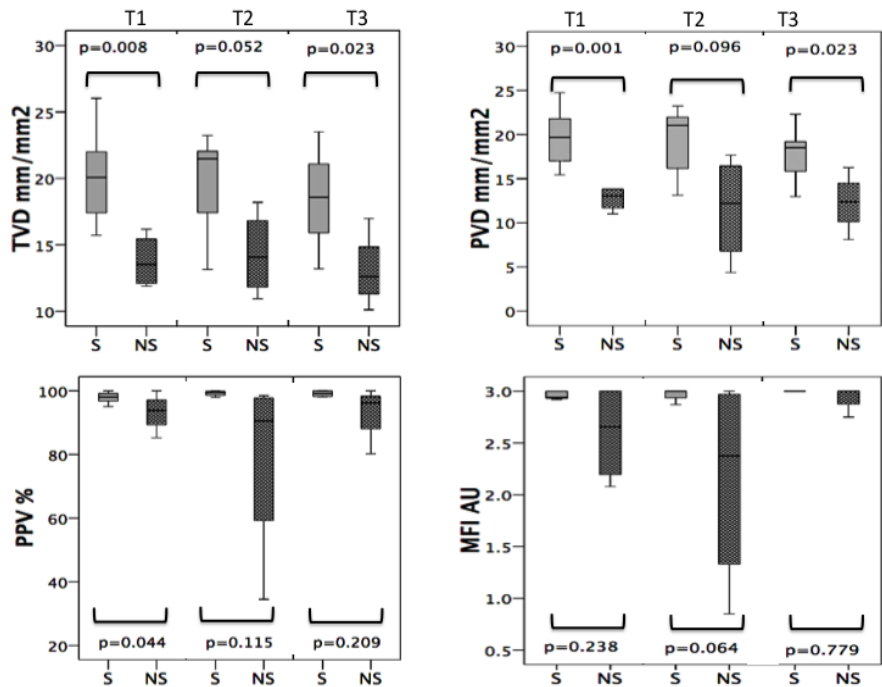 T1 T2 T3
p=0.008 p=0.052 p=0.023
30
25
20
15
10
TVD mm/mm2
S NS S NS S NS
T1 T2 T3
p=0.001 p=0.096 p=0.023
30
25
20
15
10
5
0
PVD mm/mm2
S NS S NS S NS
100
80
60
40
20
PPV %
p=0.044 p=0.115 p=0.209
S NS S NS S NS
3.0
2.5
2.0
1.5
1.0
0.5
MFI AU
p=0.238 p=0.064 p=0.779
S NS S NS S NS